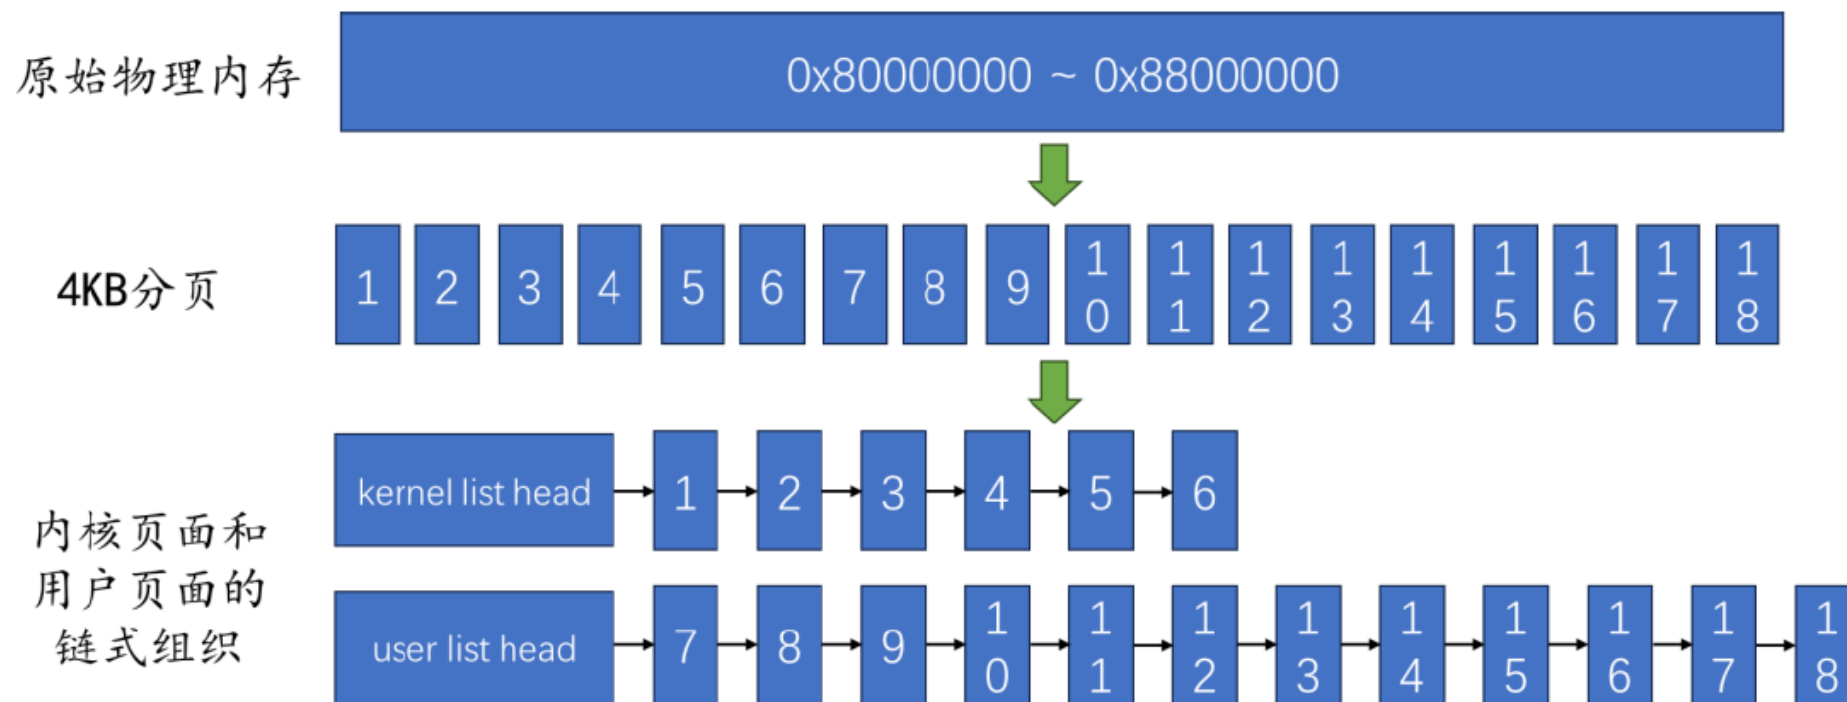 原始物理内存
0x80000000 ~ 0x88000000
4KB分页
1 2 3 4 5 6 7 8 9 10 11 12 13 14 15 16 17 18
内核页面和
用户页面的
链式组织
kernel list head 1 2 3 4 5 6
user list head 7 8 9 10 11 12 13 14 15 16 17 18